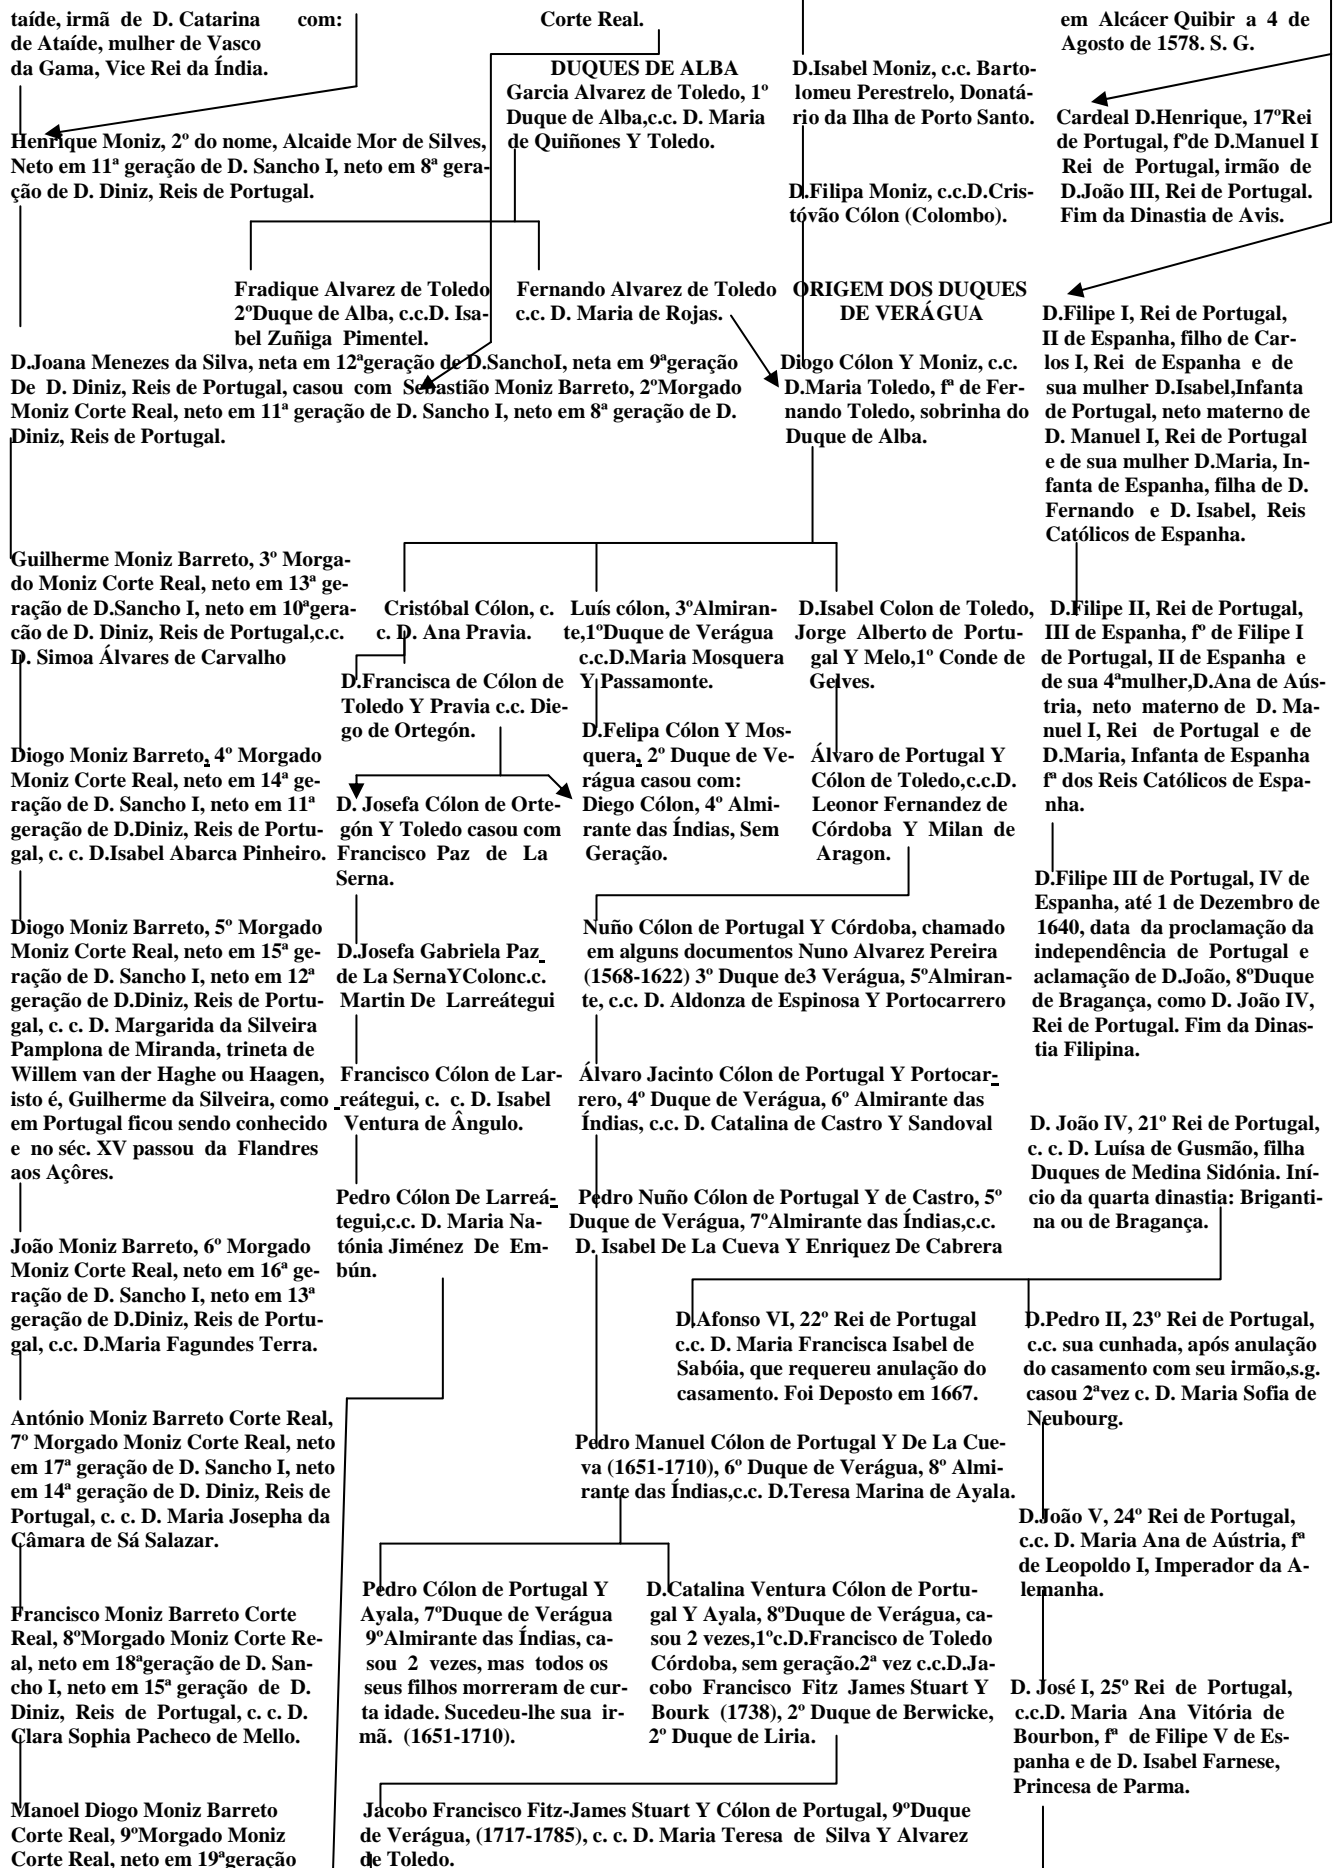 taíde, irmã de D. Catarina com:
de Ataíde, mulher de Vasco
da Gama, Vice Rei da Índia.
Henrique Moniz, 2º do nome, Alcaide Mor de Silves,
Neto em 11ª geração de D. Sancho I, neto em 8ª gera-
ção de D. Diniz, Reis de Portugal.
Corte Real.
DUQUES DE ALBA
Garcia Alvarez de Toledo, 1º
Duque de Alba,c.c. D. Maria
de Quiñones Y Toledo.
D.Isabel Moniz, c.c. Barto-
lomeu Perestrelo, Donatá-
rio da Ilha de Porto Santo.
D.Filipa Moniz, c.c.D.Cris-
tóvão Cólon (Colombo).
em Alcácer Quibir a 4 de
Agosto de 1578. S. G.
Cardeal D.Henrique, 17ºRei
de Portugal, fºde D.Manuel I
Rei de Portugal, irmão de
D.João III, Rei de Portugal.
Fim da Dinastia de Avis.
Fradique Alvarez de Toledo
2ºDuque de Alba, c.c.D. Isa-
bel Zuñiga Pimentel.
Fernando Alvarez de Toledo
c.c. D. Maria de Rojas.
ORIGEM DOS DUQUES
DE VERÁGUA
D.Joana Menezes da Silva, neta em 12ªgeração de D.SanchoI, neta em 9ªgeração
De D. Diniz, Reis de Portugal, casou com Sebastião Moniz Barreto, 2ºMorgado
Moniz Corte Real, neto em 11ª geração de D. Sancho I, neto em 8ª geração de D.
Diniz, Reis de Portugal.
Diogo Cólon Y Moniz, c.c.
D.Maria Toledo, fª de Fer-
nando Toledo, sobrinha do
Duque de Alba.
D.Filipe I, Rei de Portugal,
II de Espanha, filho de Car-
los I, Rei de Espanha e de
sua mulher D.Isabel,Infanta
de Portugal, neto materno de
D. Manuel I, Rei de Portugal
e de sua mulher D.Maria, In-
fanta de Espanha, filha de D.
Fernando e D. Isabel, Reis
Católicos de Espanha.
Guilherme Moniz Barreto, 3º Morga-
do Moniz Corte Real, neto em 13ª ge-
ração de D.Sancho I, neto em 10ªgera-
cão de D. Diniz, Reis de Portugal,c.c.
D. Simoa Álvares de Carvalho
Cristóbal Cólon, c.
c. D. Ana Pravia.
Luís cólon, 3ºAlmiran-
te,1ºDuque de Verágua
c.c.D.Maria Mosquera
Y Passamonte.
D.Isabel Colon de Toledo,
Jorge Alberto de Portu-
gal Y Melo,1º Conde de
Gelves.
D.Filipe II, Rei de Portugal,
III de Espanha, fº de Filipe I
de Portugal, II de Espanha e
de sua 4ªmulher,D.Ana de Aús-
tria, neto materno de D. Ma-
nuel I, Rei de Portugal e de
D.Maria, Infanta de Espanha
fª dos Reis Católicos de Espa-
nha.
D.Francisca de Cólon de
Toledo Y Pravia c.c. Die-
go de Ortegón.
D.Felipa Cólon Y Mos-
quera, 2º Duque de Ve-
rágua casou com:
Diego Cólon, 4º Almi-
rante das Índias, Sem
Geração.
Álvaro de Portugal Y
Cólon de Toledo,c.c.D.
Leonor Fernandez de
Córdoba Y Milan de
Aragon.
Diogo Moniz Barreto, 4º Morgado
Moniz Corte Real, neto em 14ª ge-
ração de D. Sancho I, neto em 11ª
geração de D.Diniz, Reis de Portu-
gal, c. c. D.Isabel Abarca Pinheiro.
D. Josefa Cólon de Orte-
gón Y Toledo casou com
Francisco Paz de La
Serna.
D.Filipe III de Portugal, IV de
Espanha, até 1 de Dezembro de
1640, data da proclamação da
independência de Portugal e
aclamação de D.João, 8ºDuque
de Bragança, como D. João IV,
Rei de Portugal. Fim da Dinas-
tia Filipina.
Diogo Moniz Barreto, 5º Morgado
Moniz Corte Real, neto em 15ª ge-
ração de D. Sancho I, neto em 12ª
geração de D.Diniz, Reis de Portu-
gal, c. c. D. Margarida da Silveira
Pamplona de Miranda, trineta de
Willem van der Haghe ou Haagen,
isto é, Guilherme da Silveira, como
em Portugal ficou sendo conhecido
e no séc. XV passou da Flandres
aos Açôres.
D.Josefa Gabriela Paz
de La SernaYColonc.c.
Martin De Larreátegui
Nuño Cólon de Portugal Y Córdoba, chamado
em alguns documentos Nuno Alvarez Pereira
(1568-1622) 3º Duque de3 Verágua, 5ºAlmiran-
te, c.c. D. Aldonza de Espinosa Y Portocarrero
Francisco Cólon de Lar-
reátegui, c. c. D. Isabel
Ventura de Ângulo.
Álvaro Jacinto Cólon de Portugal Y Portocar-
rero, 4º Duque de Verágua, 6º Almirante das
Índias, c.c. D. Catalina de Castro Y Sandoval
D. João IV, 21º Rei de Portugal,
c. c. D. Luísa de Gusmão, filha
Duques de Medina Sidónia. Iní-
cio da quarta dinastia: Briganti-
na ou de Bragança.
Pedro Cólon De Larreá-
tegui,c.c. D. Maria Na-
tónia Jiménez De Em-
bún.
Pedro Nuño Cólon de Portugal Y de Castro, 5º
Duque de Verágua, 7ºAlmirante das Índias,c.c.
D. Isabel De La Cueva Y Enriquez De Cabrera
João Moniz Barreto, 6º Morgado
Moniz Corte Real, neto em 16ª ge-
ração de D. Sancho I, neto em 13ª
geração de D.Diniz, Reis de Portu-
gal, c.c. D.Maria Fagundes Terra.
D.Afonso VI, 22º Rei de Portugal
c.c. D. Maria Francisca Isabel de
Sabóia, que requereu anulação do
casamento. Foi Deposto em 1667.
D.Pedro II, 23º Rei de Portugal,
c.c. sua cunhada, após anulação
do casamento com seu irmão,s.g.
casou 2ªvez c. D. Maria Sofia de
Neubourg.
António Moniz Barreto Corte Real,
7º Morgado Moniz Corte Real, neto
em 17ª geração de D. Sancho I, neto
em 14ª geração de D. Diniz, Reis de
Portugal, c. c. D. Maria Josepha da
Câmara de Sá Salazar.
Pedro Manuel Cólon de Portugal Y De La Cue-
va (1651-1710), 6º Duque de Verágua, 8º Almi-
rante das Índias,c.c. D.Teresa Marina de Ayala.
D.João V, 24º Rei de Portugal,
c.c. D. Maria Ana de Aústria, fª
de Leopoldo I, Imperador da A-
lemanha.
Pedro Cólon de Portugal Y
Ayala, 7ºDuque de Verágua
9ºAlmirante das Índias, ca-
sou 2 vezes, mas todos os
seus filhos morreram de cur-
ta idade. Sucedeu-lhe sua ir-
mã. (1651-1710).
D.Catalina Ventura Cólon de Portu-
gal Y Ayala, 8ºDuque de Verágua, ca-
sou 2 vezes,1ºc.D.Francisco de Toledo
Córdoba, sem geração.2ª vez c.c.D.Ja-
cobo Francisco Fitz James Stuart Y
Bourk (1738), 2º Duque de Berwicke,
2º Duque de Liria.
Francisco Moniz Barreto Corte
Real, 8ºMorgado Moniz Corte Re-
al, neto em 18ªgeração de D. San-
cho I, neto em 15ª geração de D.
Diniz, Reis de Portugal, c. c. D.
Clara Sophia Pacheco de Mello.
D. José I, 25º Rei de Portugal,
c.c.D. Maria Ana Vitória de
Bourbon, fª de Filipe V de Es-
panha e de D. Isabel Farnese,
Princesa de Parma.
Manoel Diogo Moniz Barreto
Corte Real, 9ºMorgado Moniz
Corte Real, neto em 19ªgeração
Jacobo Francisco Fitz-James Stuart Y Cólon de Portugal, 9ºDuque
de Verágua, (1717-1785), c. c. D. Maria Teresa de Silva Y Alvarez
de Toledo.